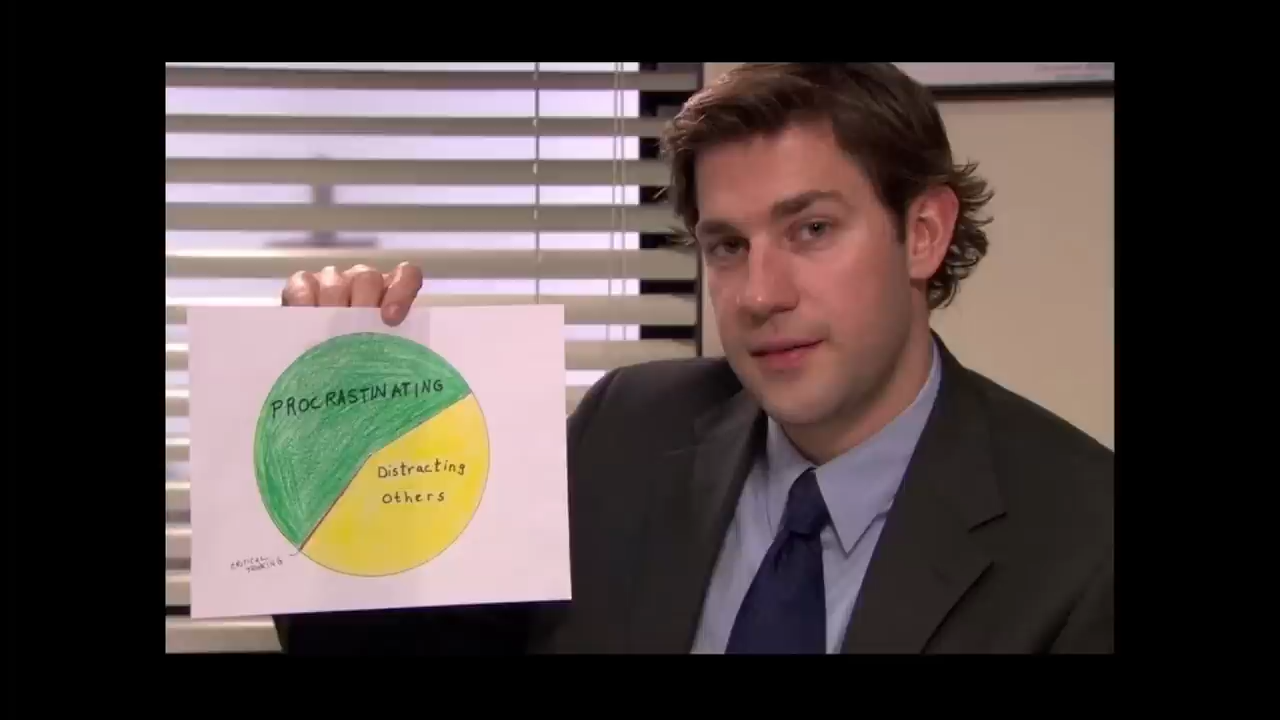 PROCRASTINATING
Distracting
Others
CRITICAL
THINKING